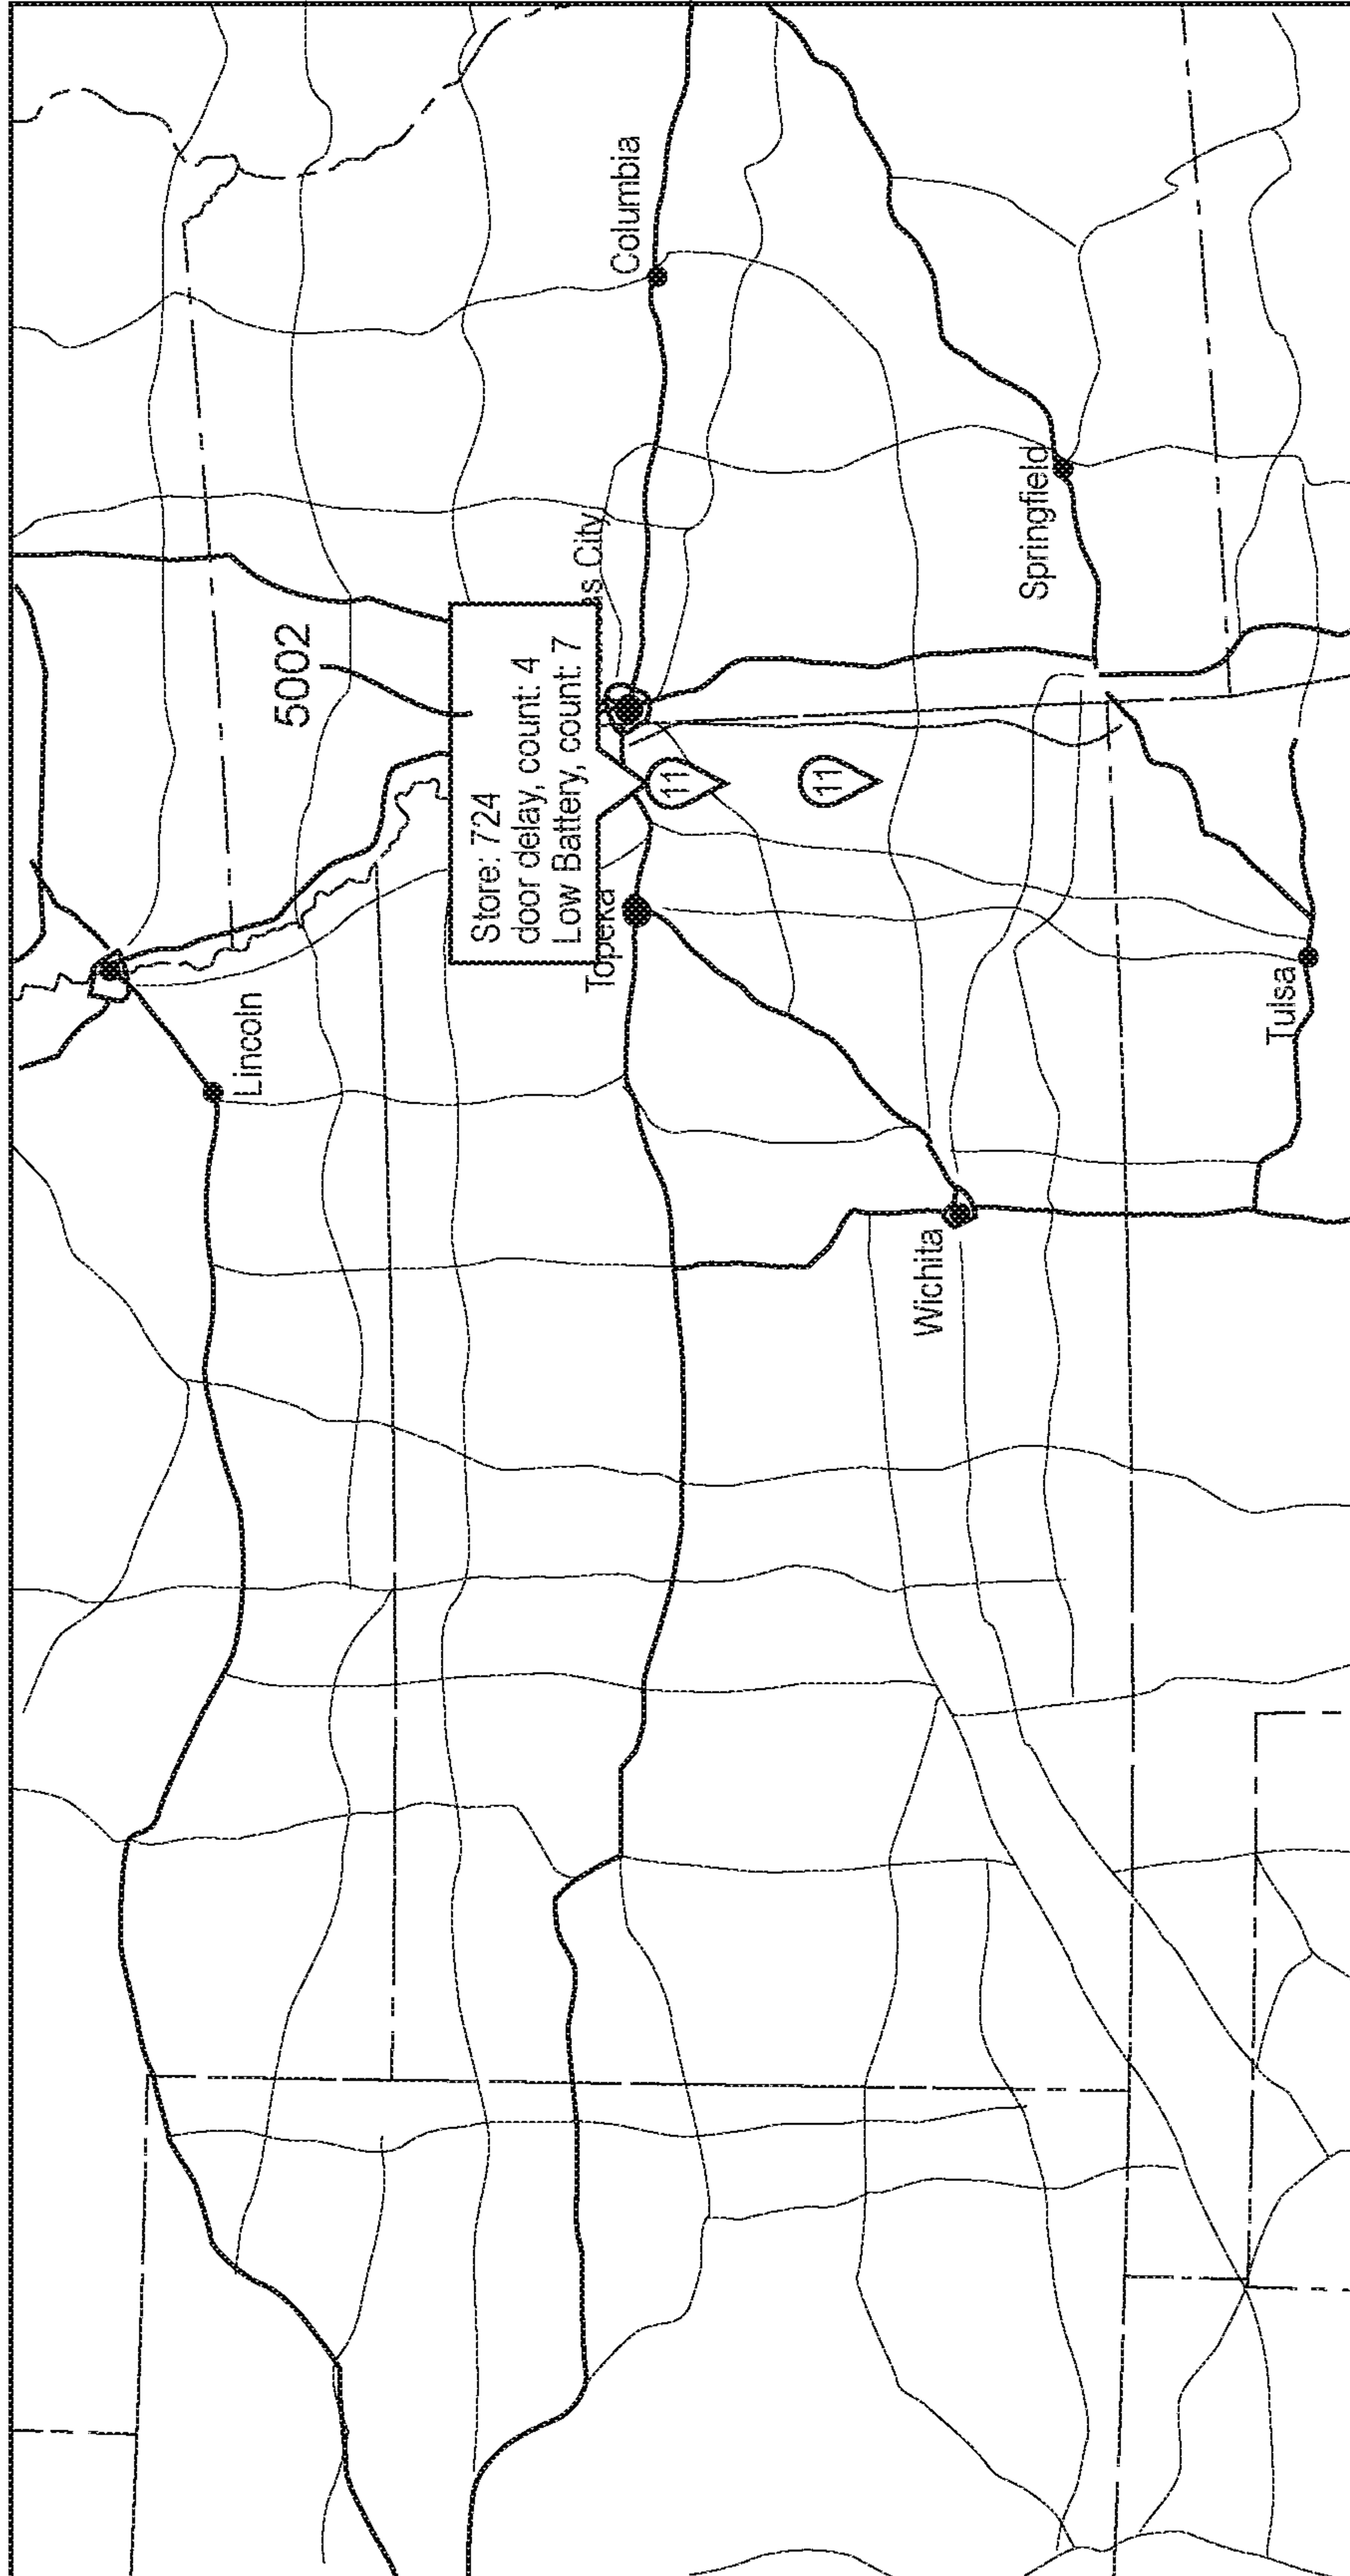 5002
Lincoln
Store: 724
door delay, count: 4
Low Battery, count: 7
Topeka
as City
Columbia
11
11
Wichita
Springfield
Tulsa